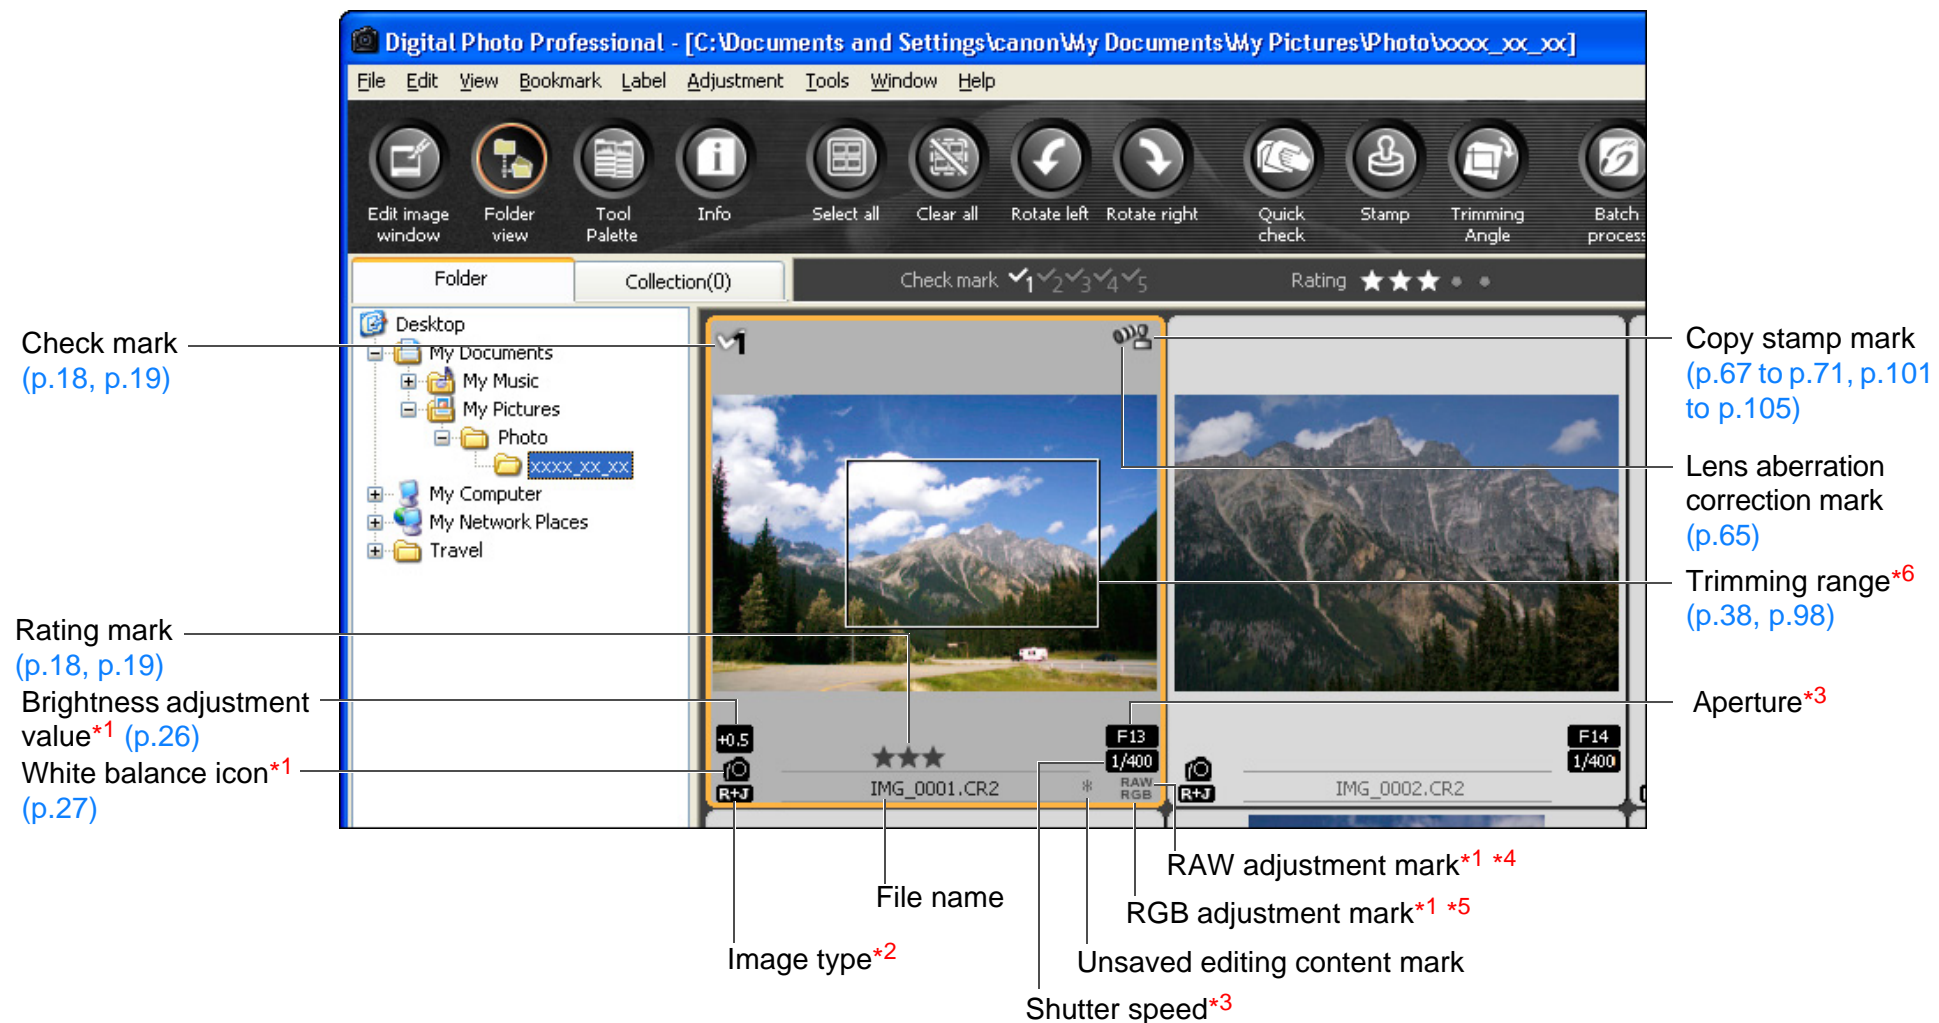 Digital Photo Professional - [C:\Documents and Settings\canon\My Documents\My Pictures\Photo\xxxx_xx_xx]
File Edit View Bookmark Label Adjustment Tools Window Help
Edit image window
Folder view
Tool Palette
Info
Select all
Clear all
Rotate left
Rotate right
Quick check
Stamp
Trimming Angle
Batch
process
Folder
Collection(0)
Check mark 1 2 3 4 5
Rating
Desktop
My Documents
My Music
My Pictures
Photo
xxxx_xx_xx
My Computer
My Network Places
Travel
1
+0.5
R+J
IMG_0001.CR2
F13
1/400
RAW
RGB
R+J
IMG_0002.CR2
F14
1/400
Check mark
(p.18, p.19)
Rating mark
(p.18, p.19)
Brightness adjustment
value*1 (p.26)
White balance icon*1
(p.27)
Copy stamp mark
(p.67 to p.71, p.101
to p.105)
Lens aberration
correction mark
(p.65)
Trimming range*6
(p.38, p.98)
Aperture*3
RAW adjustment mark*1 *4
File name
RGB adjustment mark*1 *5
Image type*2
Unsaved editing content mark
Shutter speed*3